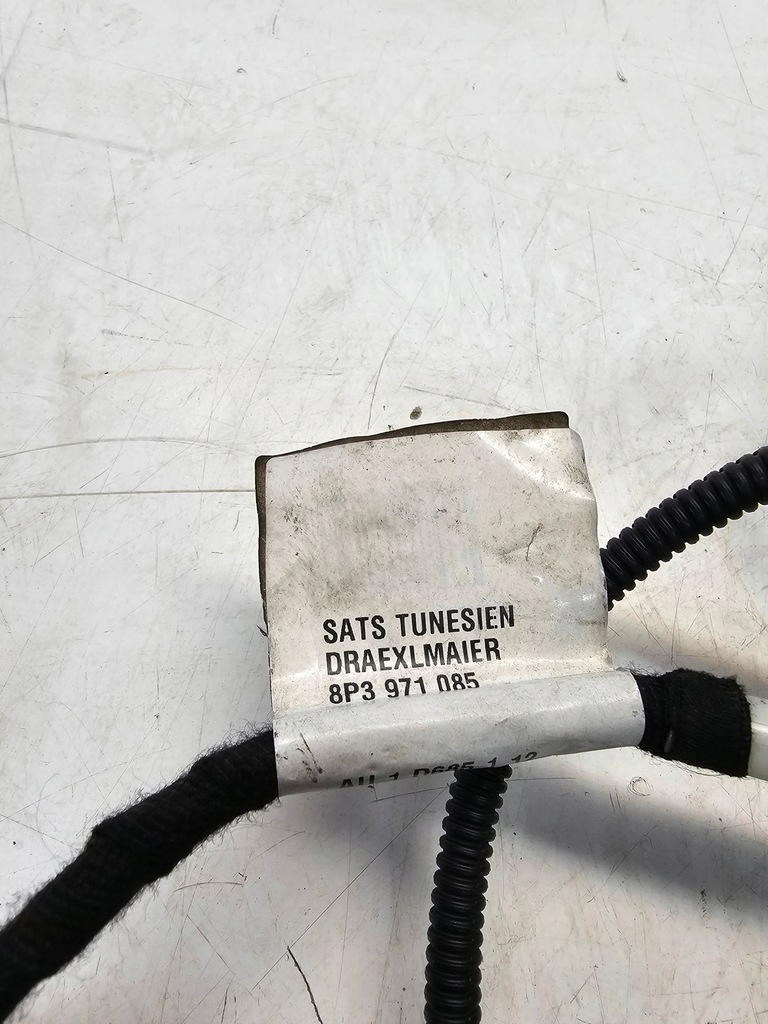 SATS TUNESIEN
DRAEXLMAIER
8P3 971 085